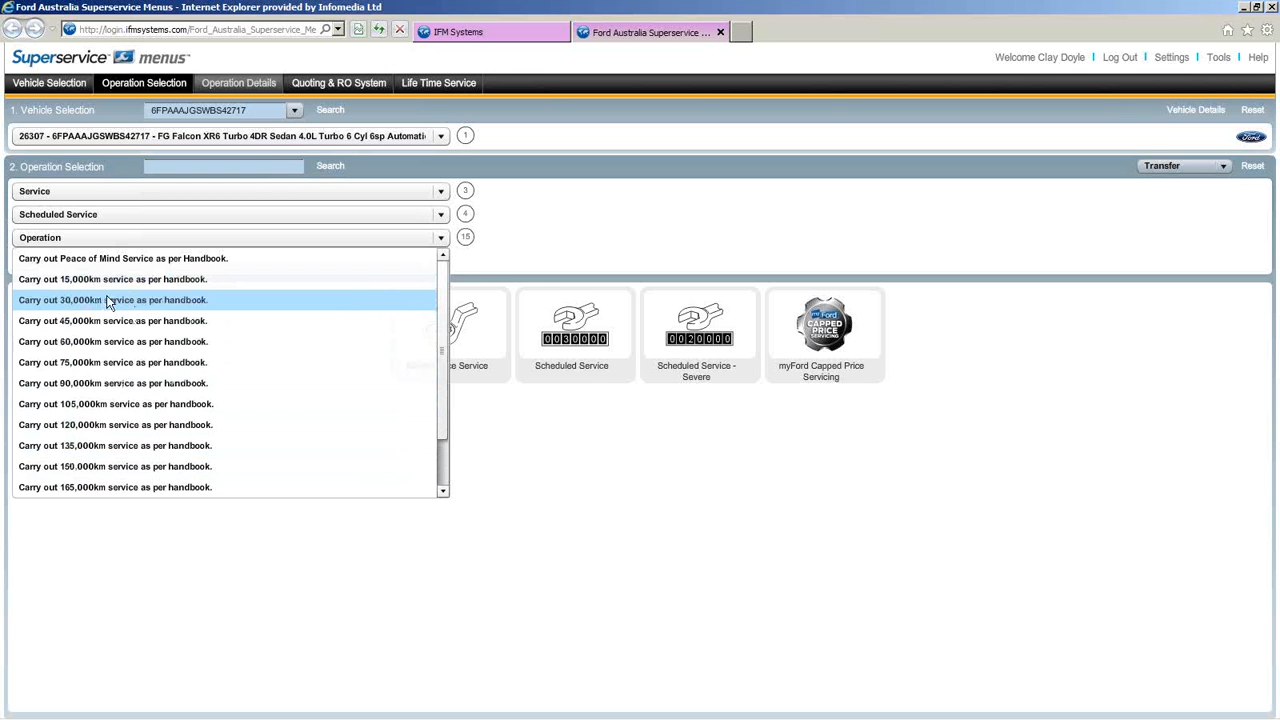 Ford Australia Superservice Menus - Internet Explorer provided by Infomedia Ltd
http://login.ifmsystems.com/Ford_Australia_Superservice_Me
IFM Systems
Ford Australia Superservice ...
Superservice menus
Welcome Clay Doyle
Log Out
Settings
Tools
Help
Vehicle Selection
Operation Selection
Operation Details
Quoting & RO System
Life Time Service
1. Vehicle Selection
6FPAAAJGSWBS42717
Search
Vehicle Details
Reset
26307 - 6FPAAAJGSWBS42717 - FG Falcon XR6 Turbo 4DR Sedan 4.0L Turbo 6 Cyl 6sp Automati
1
Ford
2. Operation Selection
Search
Transfer
Reset
Service
3
Scheduled Service
4
Operation
15
Carry out Peace of Mind Service as per Handbook.
Carry out 15,000km service as per handbook.
Carry out 30,000km service as per handbook.
Carry out 45,000km service as per handbook.
Carry out 60,000km service as per handbook.
Carry out 75,000km service as per handbook.
Carry out 90,000km service as per handbook.
Carry out 105,000km service as per handbook.
Carry out 120,000km service as per handbook.
Carry out 135,000km service as per handbook.
Carry out 150.000km service as per handbook.
Carry out 165,000km service as per handbook.
Service
0030000
Scheduled Service
0020000
Scheduled Service -
Severe
my Ford
CAPPED
PRICE
SERVICING
myFord Capped Price
Servicing